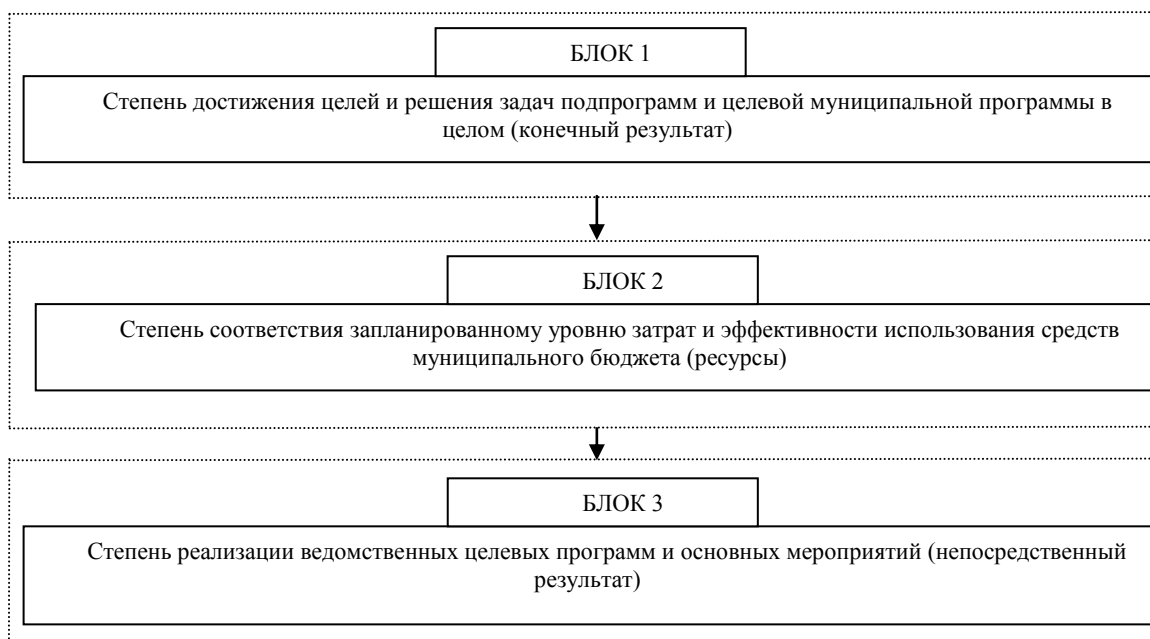 БЛОК 1
Степень достижения целей и решения задач подпрограмм и целевой муниципальной программы в
целом (конечный результат)
БЛОК 2
Степень соответствия запланированному уровню затрат и эффективности использования средств
муниципального бюджета (ресурсы)
БЛОК 3
Степень реализации ведомственных целевых программ и основных мероприятий (непосредственный
результат)